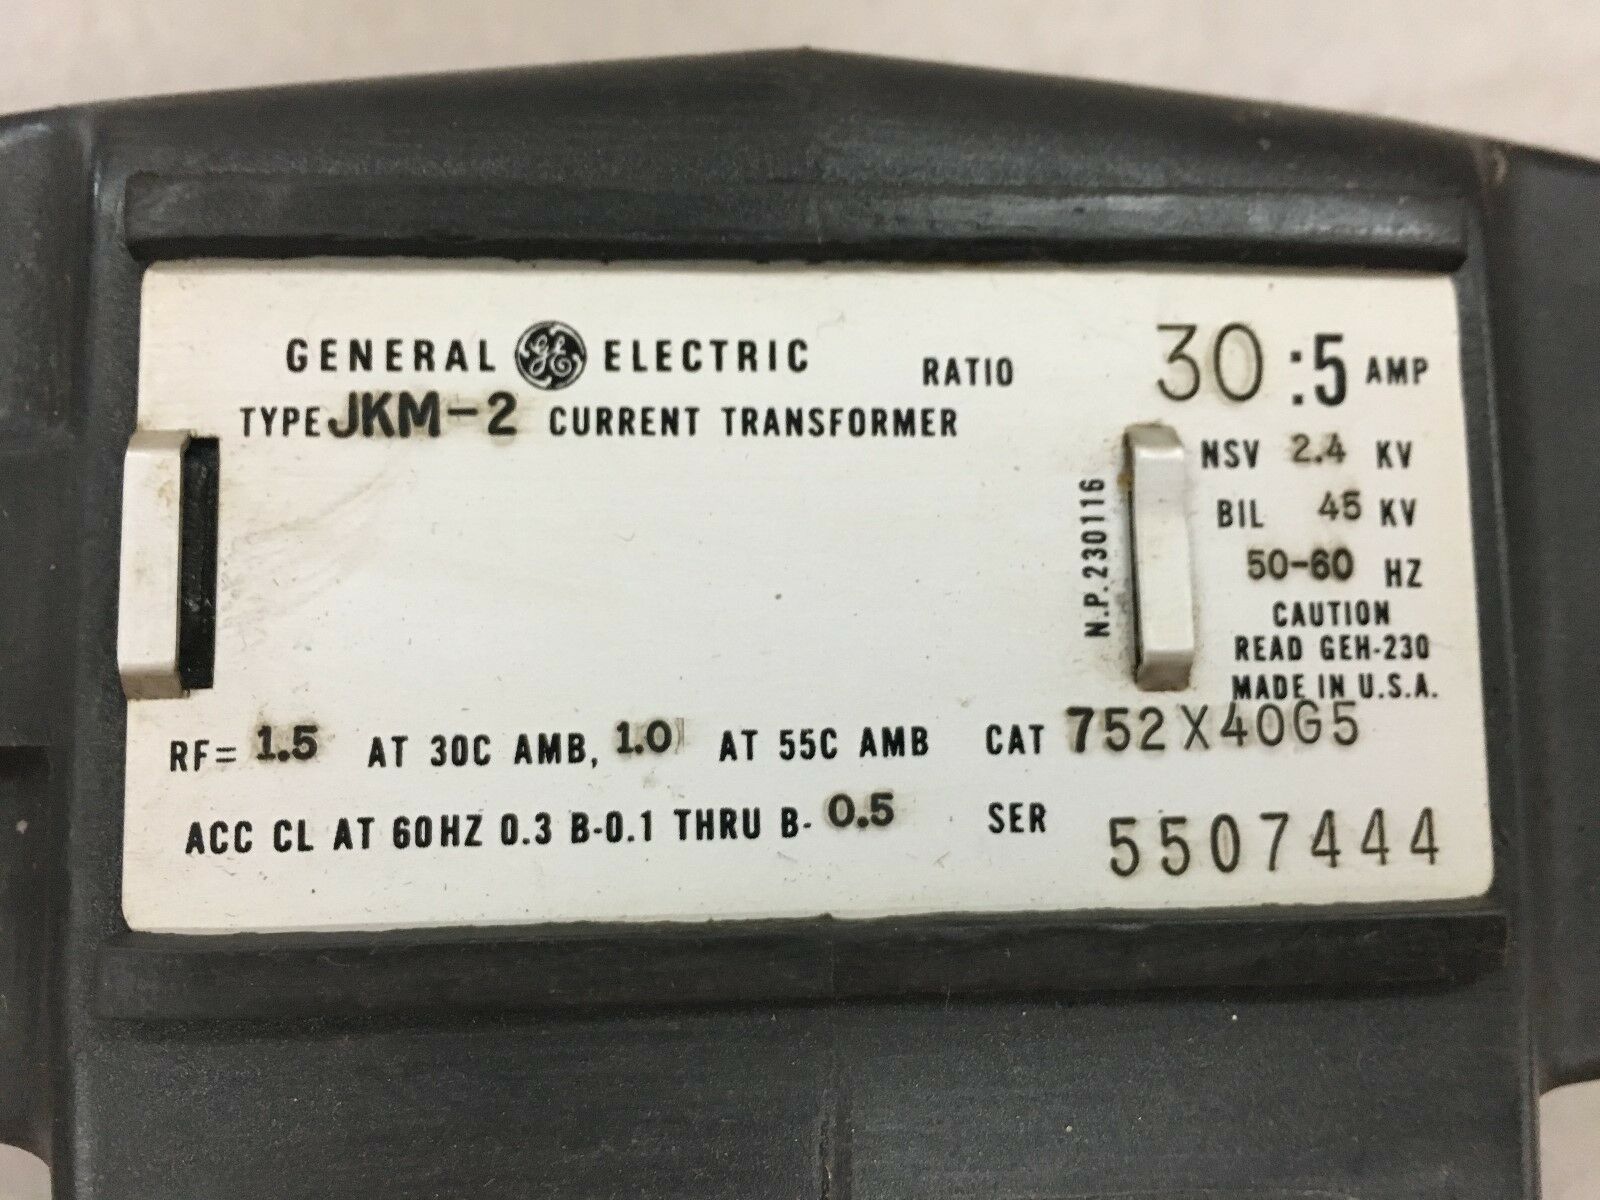 GENERAL GE ELECTRIC
TYPE JKM-2 CURRENT TRANSFORMER
RATIO 30:5 AMP
NSV 2.4 KV
BIL 45 KV
50-60 HZ
CAUTION
READ GEH-230
MADE IN U.S.A.
N.P. 230116
RF= 1.5 AT 30C AMB, 1.0 AT 55C AMB
CAT 752X40G5
ACC CL AT 60HZ 0.3 B-0.1 THRU B- 0.5
SER 5507444